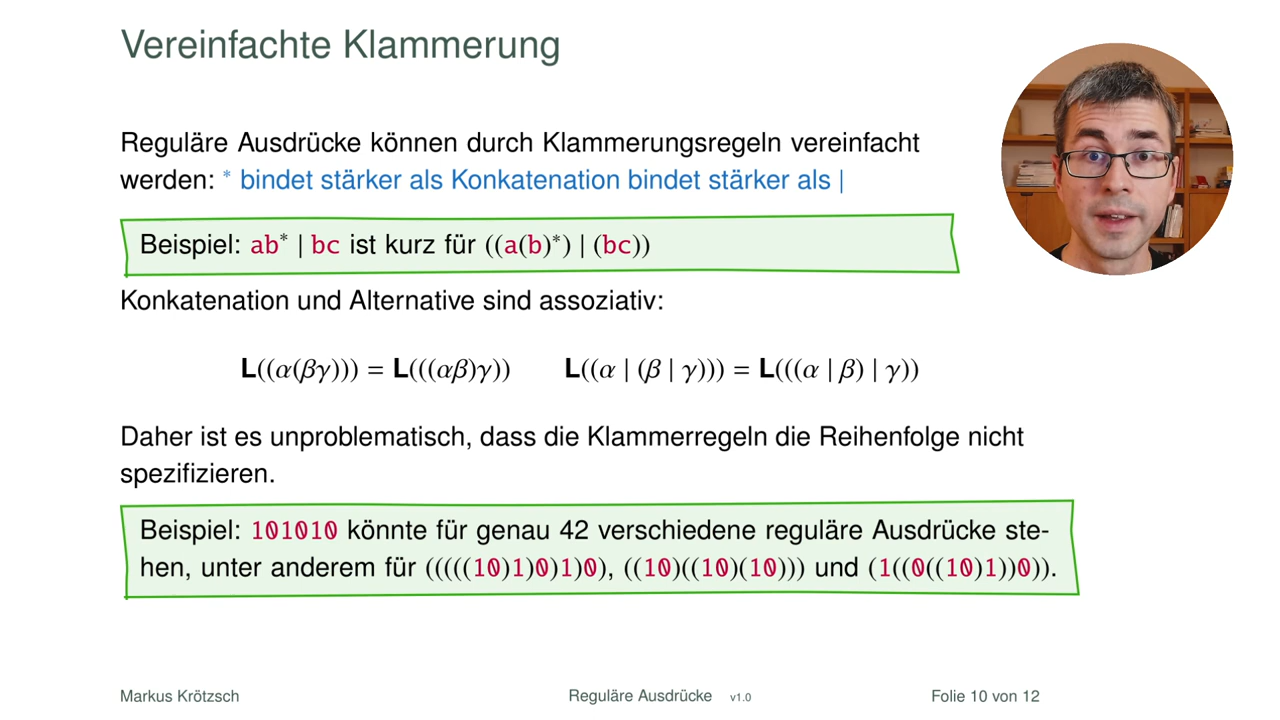 Vereinfachte Klammerung
Reguläre Ausdrücke können durch Klammerungsregeln vereinfacht
werden: * bindet stärker als Konkatenation bindet stärker als |
Beispiel: ab* | bc ist kurz für ((a(b)*) | (bc))
Konkatenation und Alternative sind assoziativ:
L((α(βγ))) = L(((αβ)γ)) L((α | (β | γ))) = L(((α | β) | γ))
Daher ist es unproblematisch, dass die Klammerregeln die Reihenfolge nicht
spezifizieren.
Beispiel: 101010 könnte für genau 42 verschiedene reguläre Ausdrücke ste-
hen, unter anderem für (((((10)1)0)1)0), ((10)((10)(10))) und (1((0((10)1))0)).
Markus Krötzsch Reguläre Ausdrücke v1.0 Folie 10 von 12